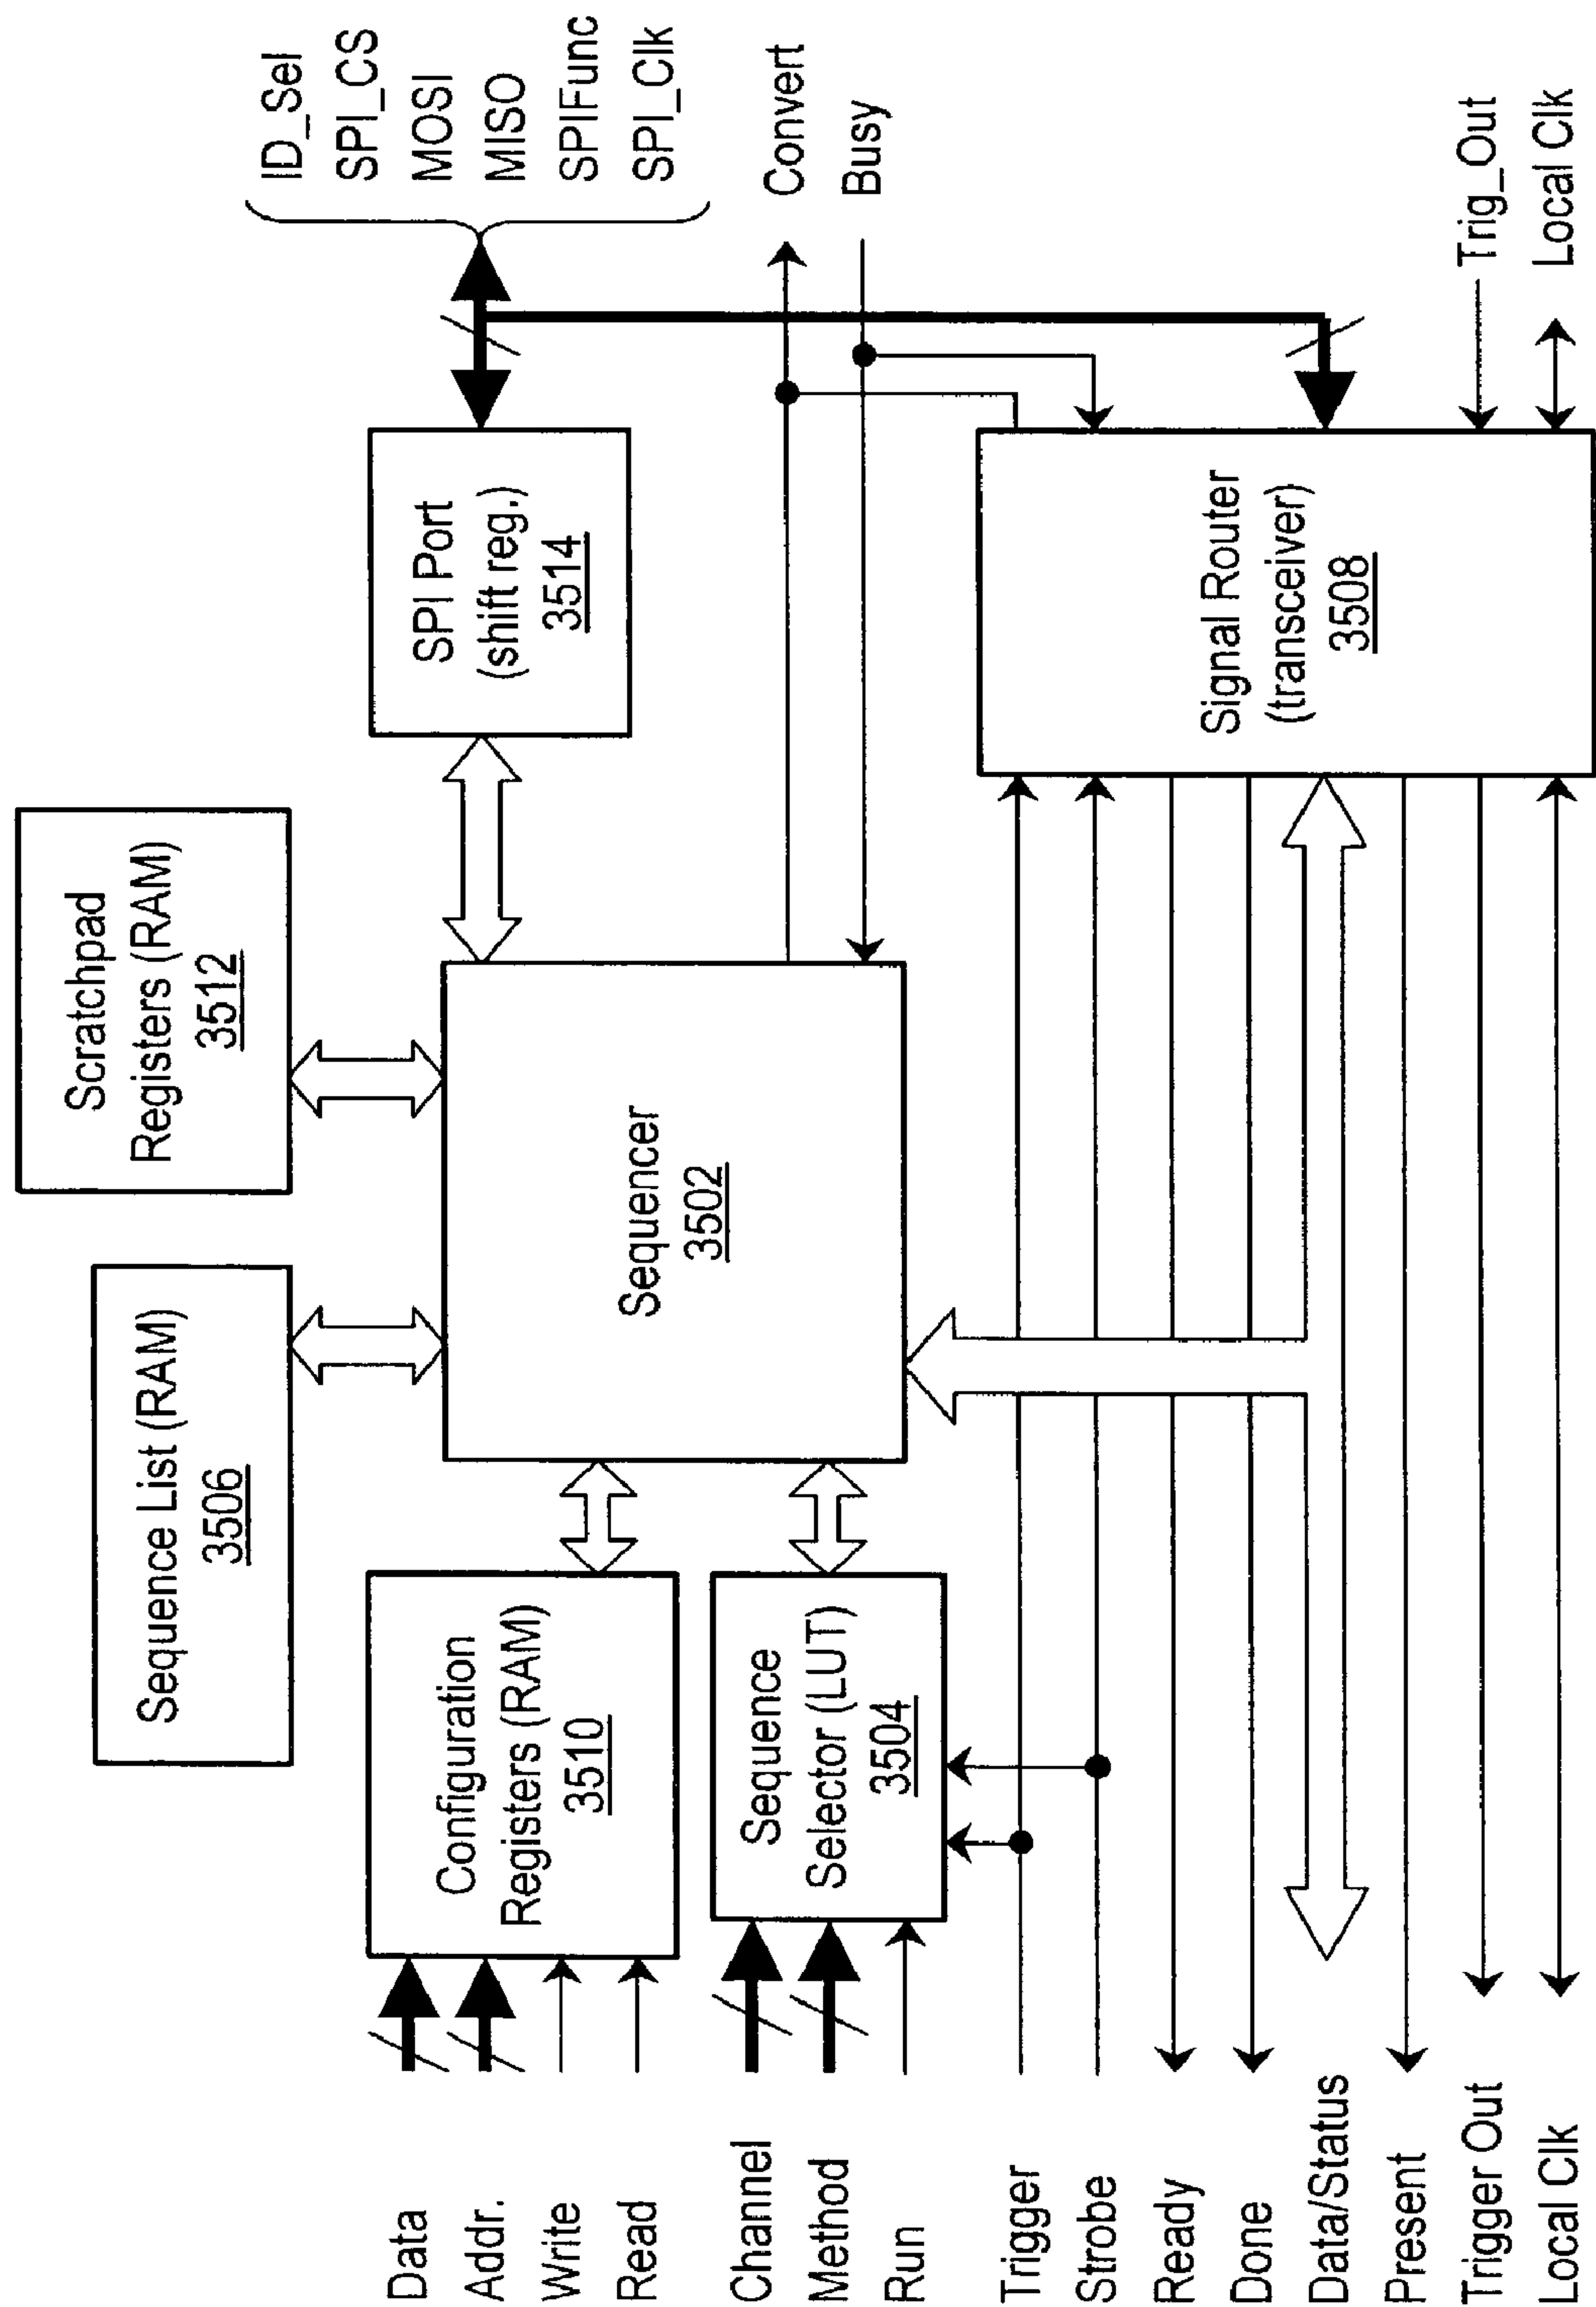 Scratchpad
Registers (RAM)
3512
Sequence List (RAM)
3506
ID_Sel
SPI_CS
MOSI
MISO
SPIFunc
SPI_Clk
SPI Port
(shift reg.)
3514
Data
Addr.
Write
Read
Configuration
Registers (RAM)
3510
Sequencer
3502
Convert
Busy
Channel
Method
Run
Sequence
Selector (LUT)
3504
Signal Router
(transceiver)
3508
Trigger
Strobe
Ready
Done
Data/Status
Present
Trigger Out
Local Clk
Trig_Out
Local Clk